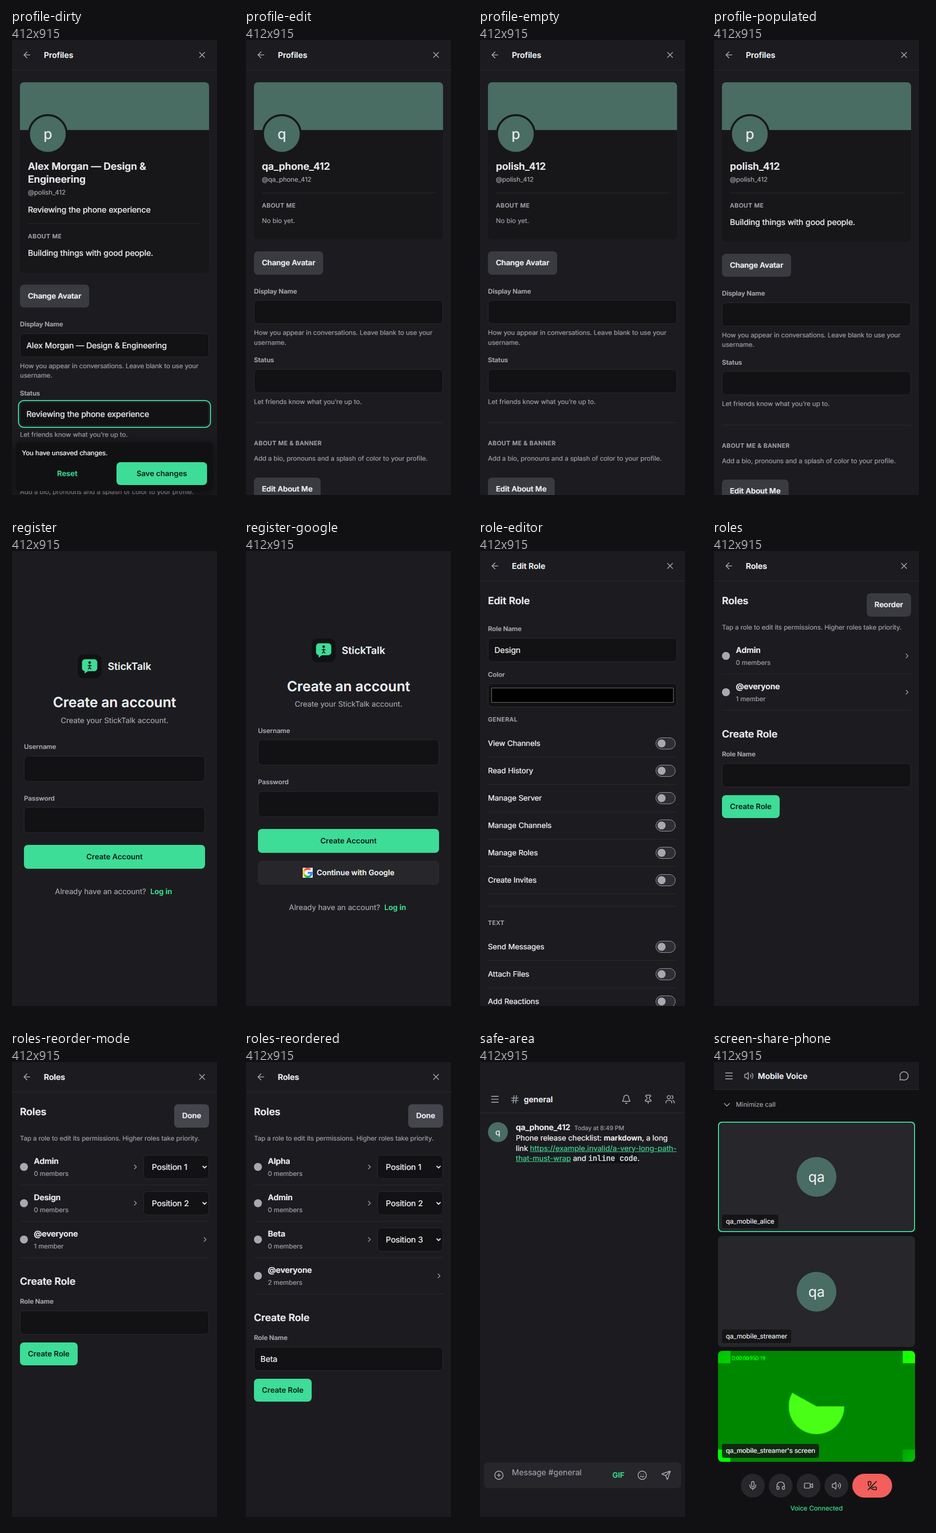 profile-dirty
412x915
Profiles
p
Alex Morgan — Design &
Engineering
@polish_412
Reviewing the phone experience
ABOUT ME
Building things with good people.
Change Avatar
Display Name
Alex Morgan — Design & Engineering
How you appear in conversations. Leave blank to use your
username.
Status
Reviewing the phone experience
Let friends know what you're up to.
You have unsaved changes.
Reset
Save changes
Add a bio, pronouns and a splash of color to your profile.
profile-edit
412x915
Profiles
q
qa_phone_412
@qa_phone_412
ABOUT ME
No bio yet.
Change Avatar
Display Name
How you appear in conversations. Leave blank to use your
username.
Status
Let friends know what you're up to.
ABOUT ME & BANNER
Add a bio, pronouns and a splash of color to your profile.
Edit About Me
profile-empty
412x915
Profiles
p
polish_412
@polish_412
ABOUT ME
No bio yet.
Change Avatar
Display Name
How you appear in conversations. Leave blank to use your
username.
Status
Let friends know what you're up to.
ABOUT ME & BANNER
Add a bio, pronouns and a splash of color to your profile.
Edit About Me
profile-populated
412x915
Profiles
p
polish_412
@polish_412
ABOUT ME
Building things with good people.
Change Avatar
Display Name
How you appear in conversations. Leave blank to use your
username.
Status
Let friends know what you're up to.
ABOUT ME & BANNER
Add a bio, pronouns and a splash of color to your profile.
Edit About Me
register
412x915
StickTalk
Create an account
Create your StickTalk account.
Username
Password
Create Account
Already have an account? Log in
register-google
412x915
StickTalk
Create an account
Create your StickTalk account.
Username
Password
Create Account
Continue with Google
Already have an account? Log in
role-editor
412x915
Edit Role
Edit Role
Role Name
Design
Color
GENERAL
View Channels
Read History
Manage Server
Manage Channels
Manage Roles
Create Invites
TEXT
Send Messages
Attach Files
Add Reactions
roles
412x915
Roles
Roles
Reorder
Tap a role to edit its permissions. Higher roles take priority.
Admin
0 members
@everyone
1 member
Create Role
Role Name
Create Role
roles-reorder-mode
412x915
Roles
Roles
Done
Tap a role to edit its permissions. Higher roles take priority.
Admin
0 members
Position 1
Design
0 members
Position 2
@everyone
1 member
Create Role
Role Name
Create Role
roles-reordered
412x915
Roles
Roles
Done
Tap a role to edit its permissions. Higher roles take priority.
Alpha
0 members
Position 1
Admin
0 members
Position 2
Beta
0 members
Position 3
@everyone
2 members
Create Role
Role Name
Beta
Create Role
safe-area
412x915
# general
q
qa_phone_412 Today at 8:49 PM
Phone release checklist: markdown, a long
link https://example.invalid/a-very-long-path-
that-must-wrap and inline code.
Message #general
GIF
screen-share-phone
412x915
Mobile Voice
Minimize call
qa
qa_mobile_alice
qa
qa_mobile_streamer
qa_mobile_streamer's screen
Voice Connected